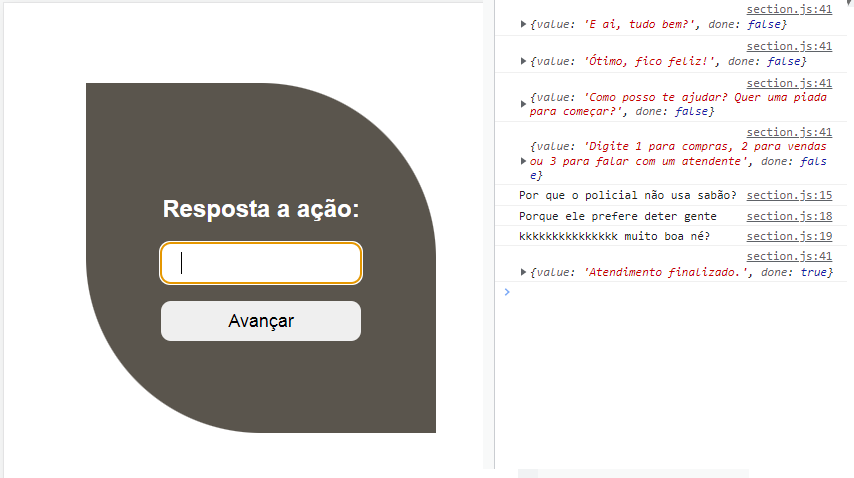 Resposta a ação:
Avançar
section.js:41
{value: 'E ai, tudo bem?', done: false}
section.js:41
{value: 'Ótimo, fico feliz!', done: false}
section.js:41
{value: 'Como posso te ajudar? Quer uma piada
para começar?', done: false}
section.js:41
{value: 'Digite 1 para compras, 2 para vendas
ou 3 para falar com um atendente', done: fals
e}
Por que o policial não usa sabão? section.js:15
Porque ele prefere deter gente section.js:18
kkkkkkkkkkkkkkk muito boa né? section.js:19
section.js:41
{value: 'Atendimento finalizado.', done: true}